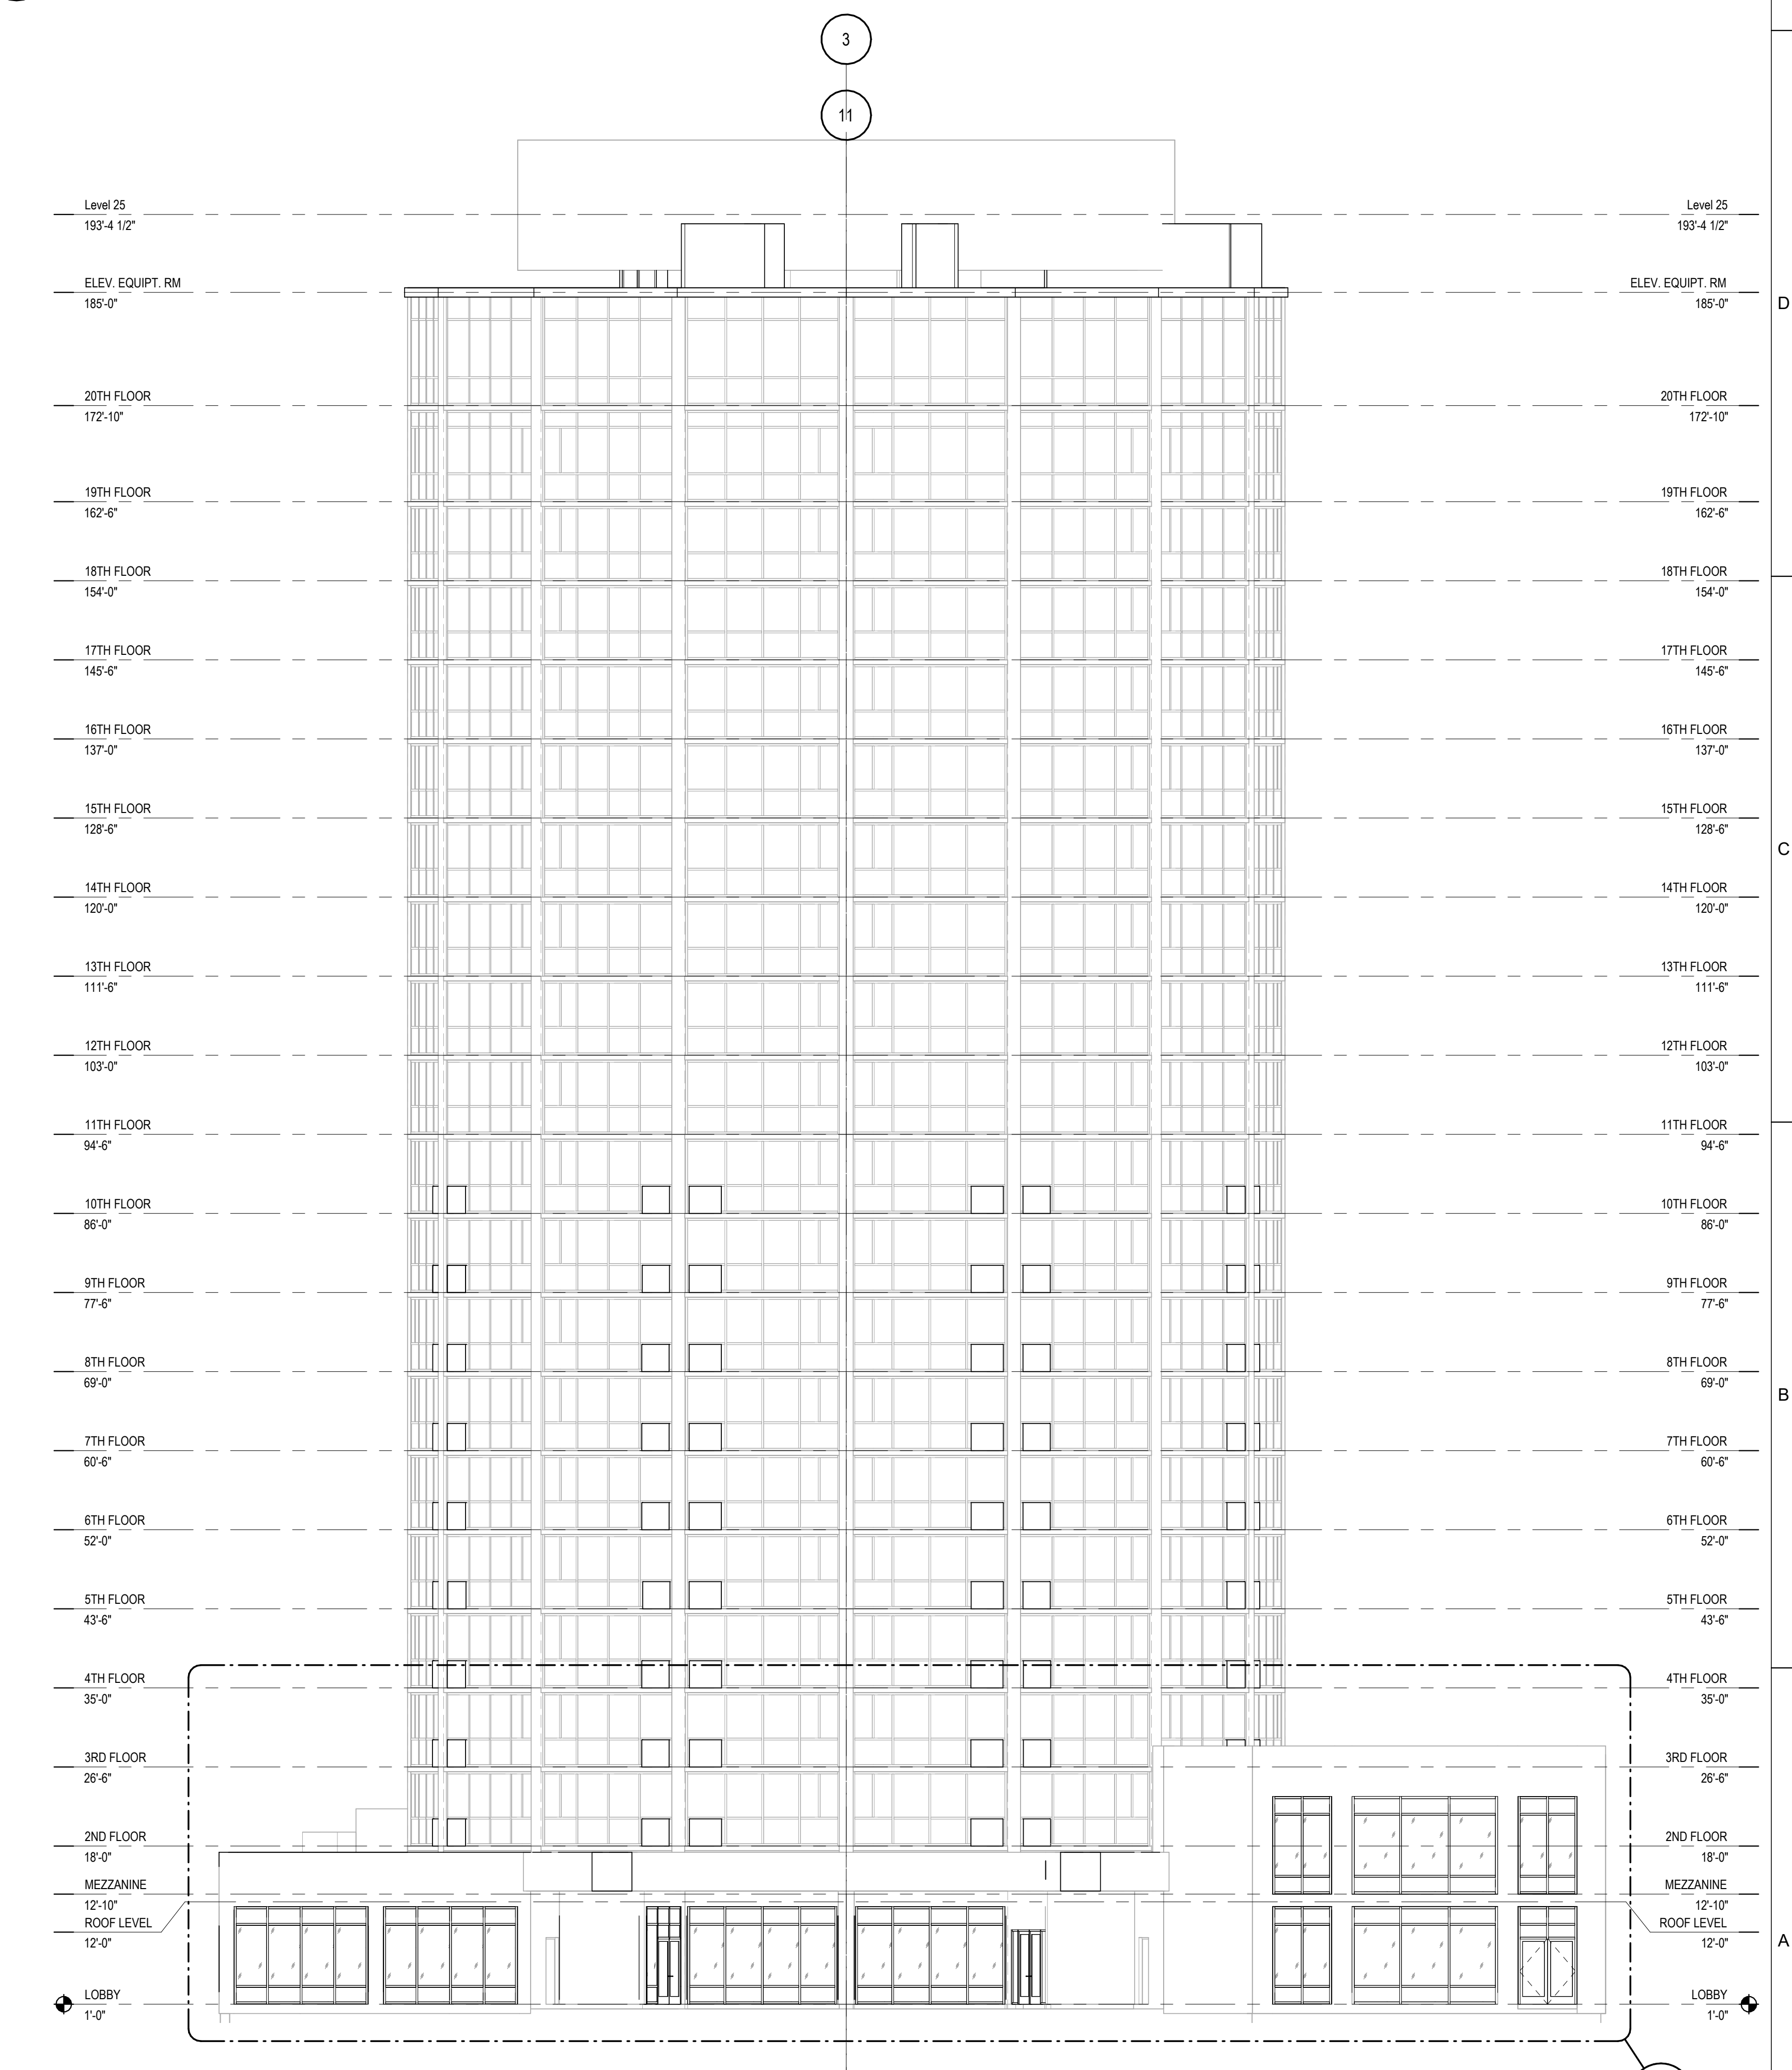 3
11
Level 25
193'-4 1/2"
Level 25
193'-4 1/2"
ELEV. EQUIPT. RM
185'-0"
ELEV. EQUIPT. RM
185'-0"
D
20TH FLOOR
172'-10"
20TH FLOOR
172'-10"
19TH FLOOR
162'-6"
19TH FLOOR
162'-6"
18TH FLOOR
154'-0"
18TH FLOOR
154'-0"
17TH FLOOR
145'-6"
17TH FLOOR
145'-6"
16TH FLOOR
137'-0"
16TH FLOOR
137'-0"
15TH FLOOR
128'-6"
15TH FLOOR
128'-6"
C
14TH FLOOR
120'-0"
14TH FLOOR
120'-0"
13TH FLOOR
111'-6"
13TH FLOOR
111'-6"
12TH FLOOR
103'-0"
12TH FLOOR
103'-0"
11TH FLOOR
94'-6"
11TH FLOOR
94'-6"
10TH FLOOR
86'-0"
10TH FLOOR
86'-0"
9TH FLOOR
77'-6"
9TH FLOOR
77'-6"
8TH FLOOR
69'-0"
8TH FLOOR
69'-0"
B
7TH FLOOR
60'-6"
7TH FLOOR
60'-6"
6TH FLOOR
52'-0"
6TH FLOOR
52'-0"
5TH FLOOR
43'-6"
5TH FLOOR
43'-6"
4TH FLOOR
35'-0"
4TH FLOOR
35'-0"
3RD FLOOR
26'-6"
3RD FLOOR
26'-6"
2ND FLOOR
18'-0"
2ND FLOOR
18'-0"
MEZZANINE
12'-10"
MEZZANINE
12'-10"
ROOF LEVEL
12'-0"
ROOF LEVEL
12'-0"
A
LOBBY
1'-0"
LOBBY
1'-0"